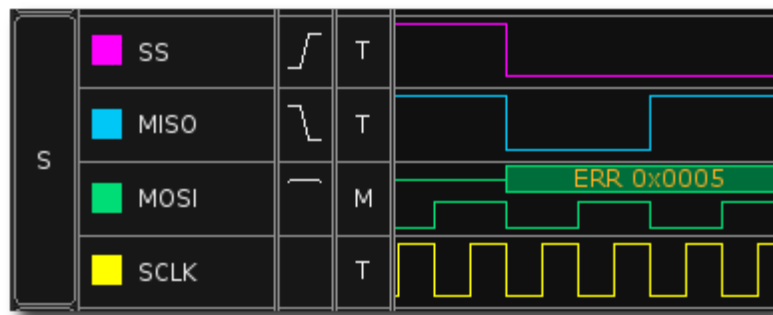 S
SS T
MISO T
MOSI M ERR 0x0005
SCLK T